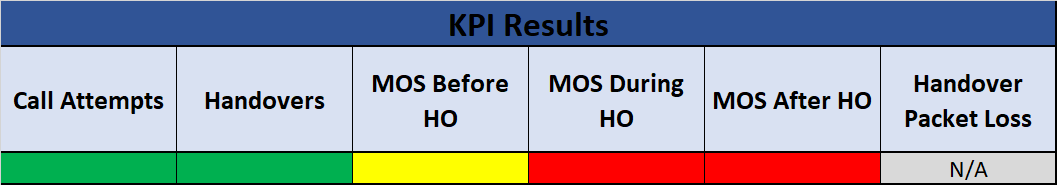 KPI Results
Call Attempts
Handovers
MOS Before
HO
MOS During
HO
MOS After HO
Handover
Packet Loss
N/A